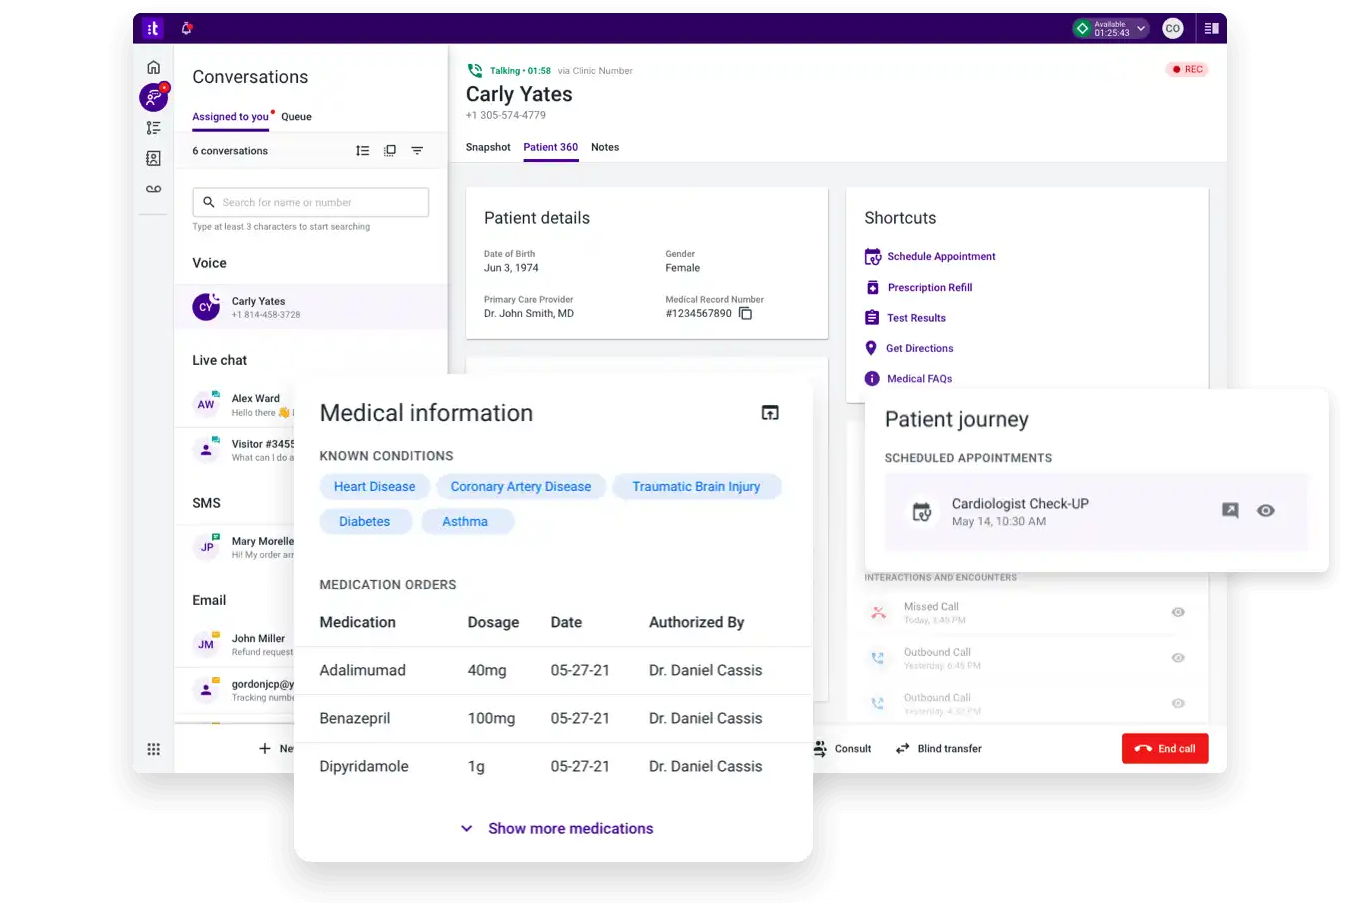 :t
Available
01:25:43
CO
Conversations
Assigned to you
Queue
6 conversations
Search for name or number
Type at least 3 characters to start searching
Voice
CY
Carly Yates
+1 814-458-3728
Live chat
AW
Alex Ward
Hello there 👋
Visitor #3455
What can I do a
SMS
JP
Mary Morelle
Hi! My order arr
Email
JM
John Miller
Refund request
gordonjcp@y
Tracking numbe
Talking • 01:58 via Clinic Number
REC
Carly Yates
+1 305-574-4779
Snapshot
Patient 360
Notes
Patient details
Date of Birth
Gender
Jun 3, 1974
Female
Primary Care Provider
Medical Record Number
Dr. John Smith, MD
#1234567890
Shortcuts
Schedule Appointment
Prescription Refill
Test Results
Get Directions
Medical FAQs
Medical information
KNOWN CONDITIONS
Heart Disease
Coronary Artery Disease
Traumatic Brain Injury
Diabetes
Asthma
MEDICATION ORDERS
Medication Dosage Date Authorized By
Adalimumad 40mg 05-27-21 Dr. Daniel Cassis
Benazepril 100mg 05-27-21 Dr. Daniel Cassis
Dipyridamole 1g 05-27-21 Dr. Daniel Cassis
Show more medications
Patient journey
SCHEDULED APPOINTMENTS
Cardiologist Check-UP
May 14, 10:30 AM
INTERACTIONS AND ENCOUNTERS
Missed Call
Today, 1:45 PM
Outbound Call
Yesterday, 6:45 PM
Outbound Call
Yesterday 4:32 PM
Ne
Consult
Blind transfer
End call